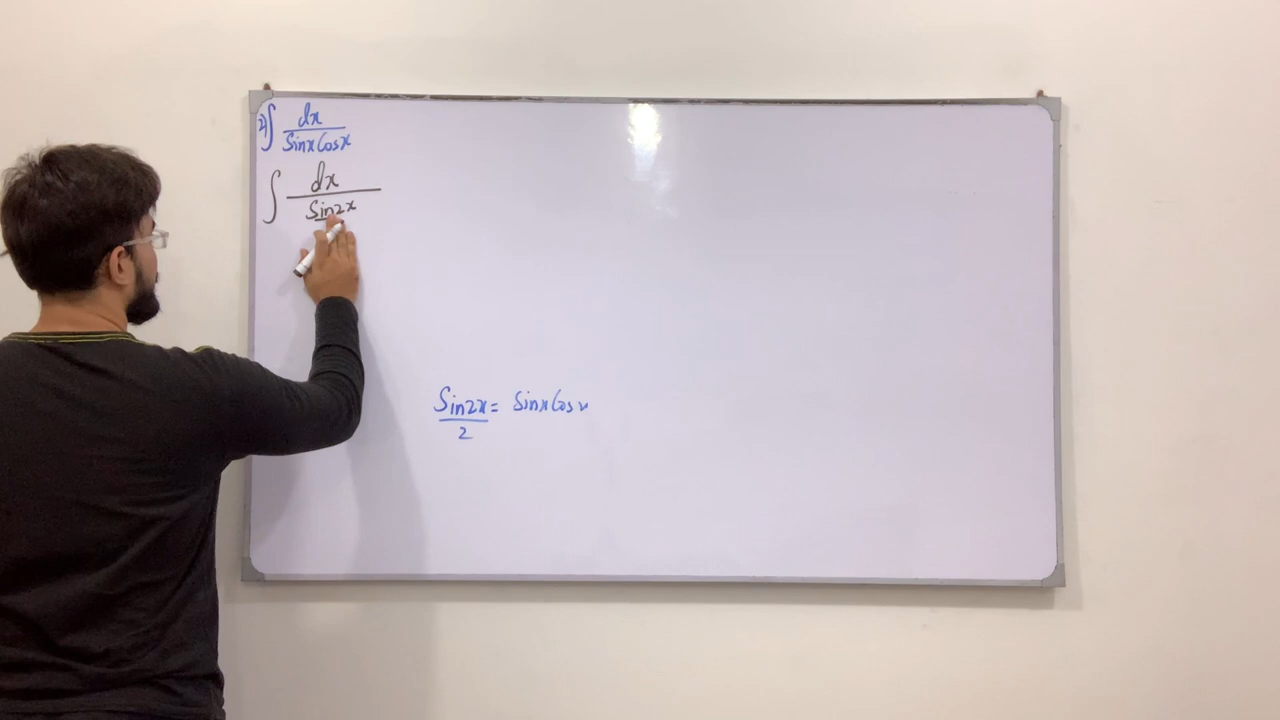 2) ∫ dx
Sinx Cosx
∫ dx
Sin2x
Sin2x = Sinx Cosx
2